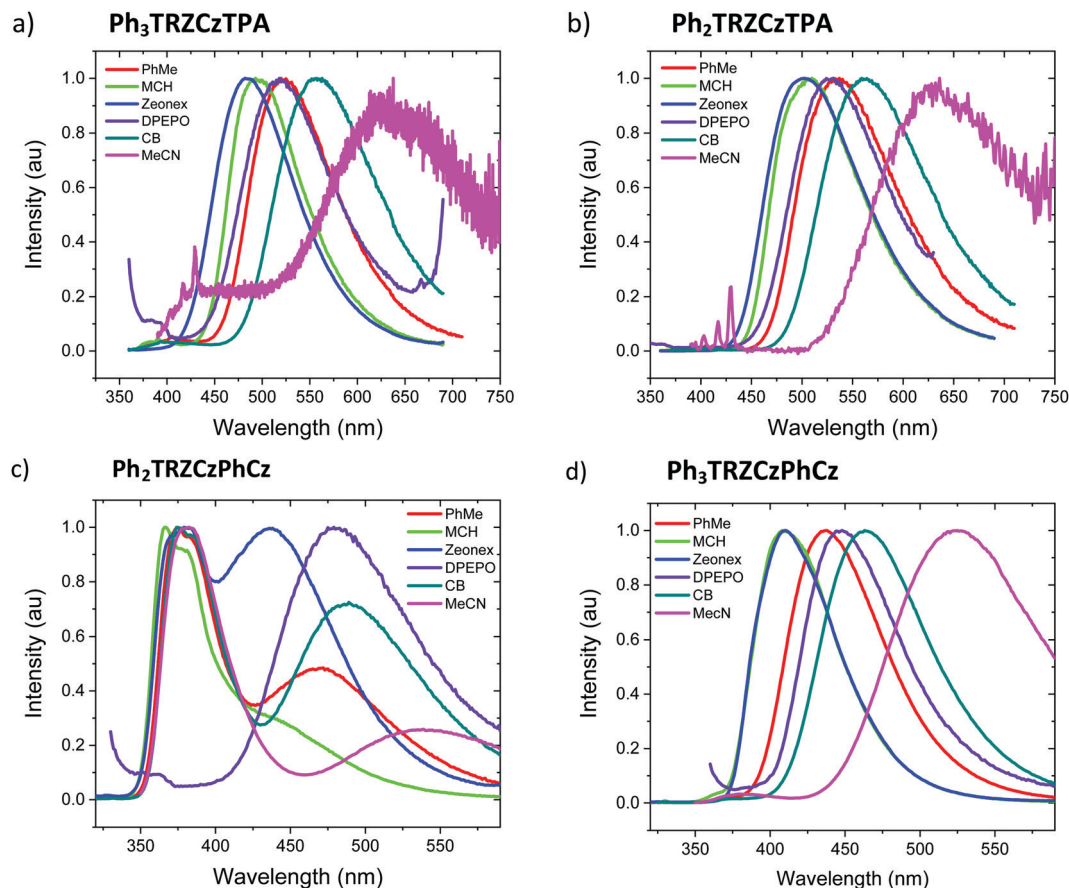 a) Ph₃TRZCzTPA
PhMe
MCH
Zeonex
DPEPO
CB
MeCN
Intensity (au)
1.0
0.8
0.6
0.4
0.2
0.0
350 400 450 500 550 600 650 700 750
Wavelength (nm)
b) Ph₂TRZCzTPA
PhMe
MCH
Zeonex
DPEPO
CB
MeCN
Intensity (au)
1.0
0.8
0.6
0.4
0.2
0.0
350 400 450 500 550 600 650 700 750
Wavelength (nm)
c) Ph₂TRZCzPhCz
PhMe
MCH
Zeonex
DPEPO
CB
MeCN
Intensity (au)
1.0
0.8
0.6
0.4
0.2
0.0
350 400 450 500 550
Wavelength (nm)
d) Ph₃TRZCzPhCz
PhMe
MCH
Zeonex
DPEPO
CB
MecN
Intensity (au)
1.0
0.8
0.6
0.4
0.2
0.0
350 400 450 500 550
Wavelength (nm)